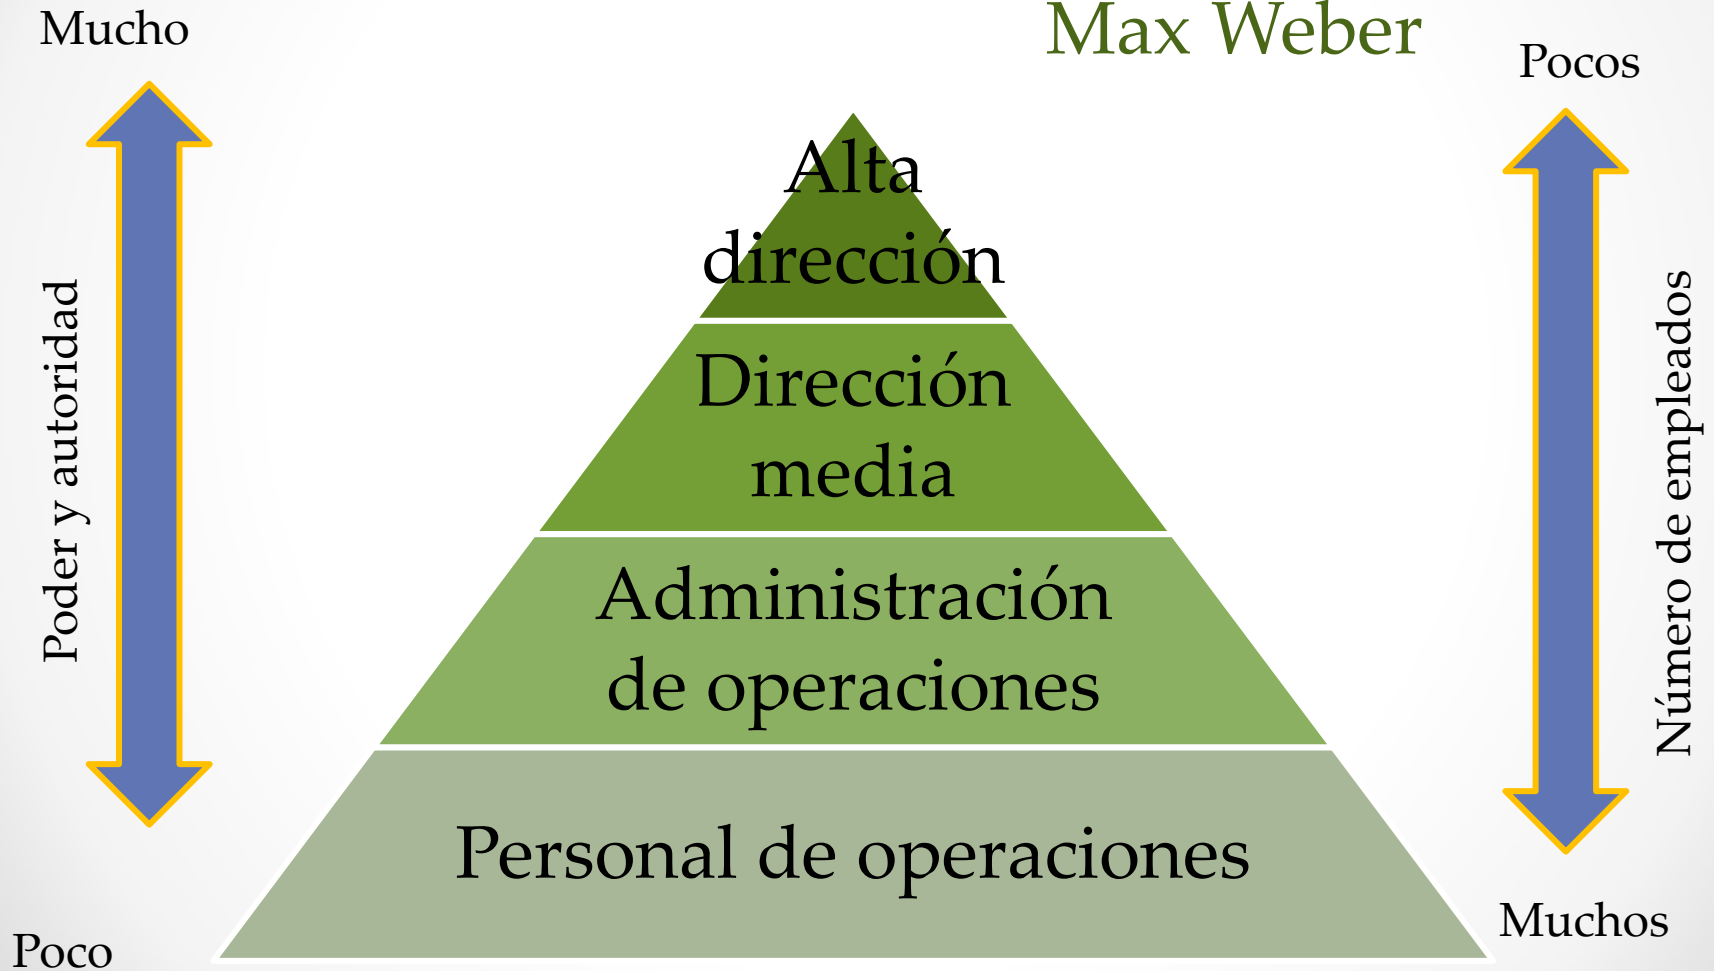 Mucho
Max Weber
Pocos
Alta
dirección
Dirección
media
Administración
de operaciones
Personal de operaciones
Poder y autoridad
Número de empleados
Poco
Muchos